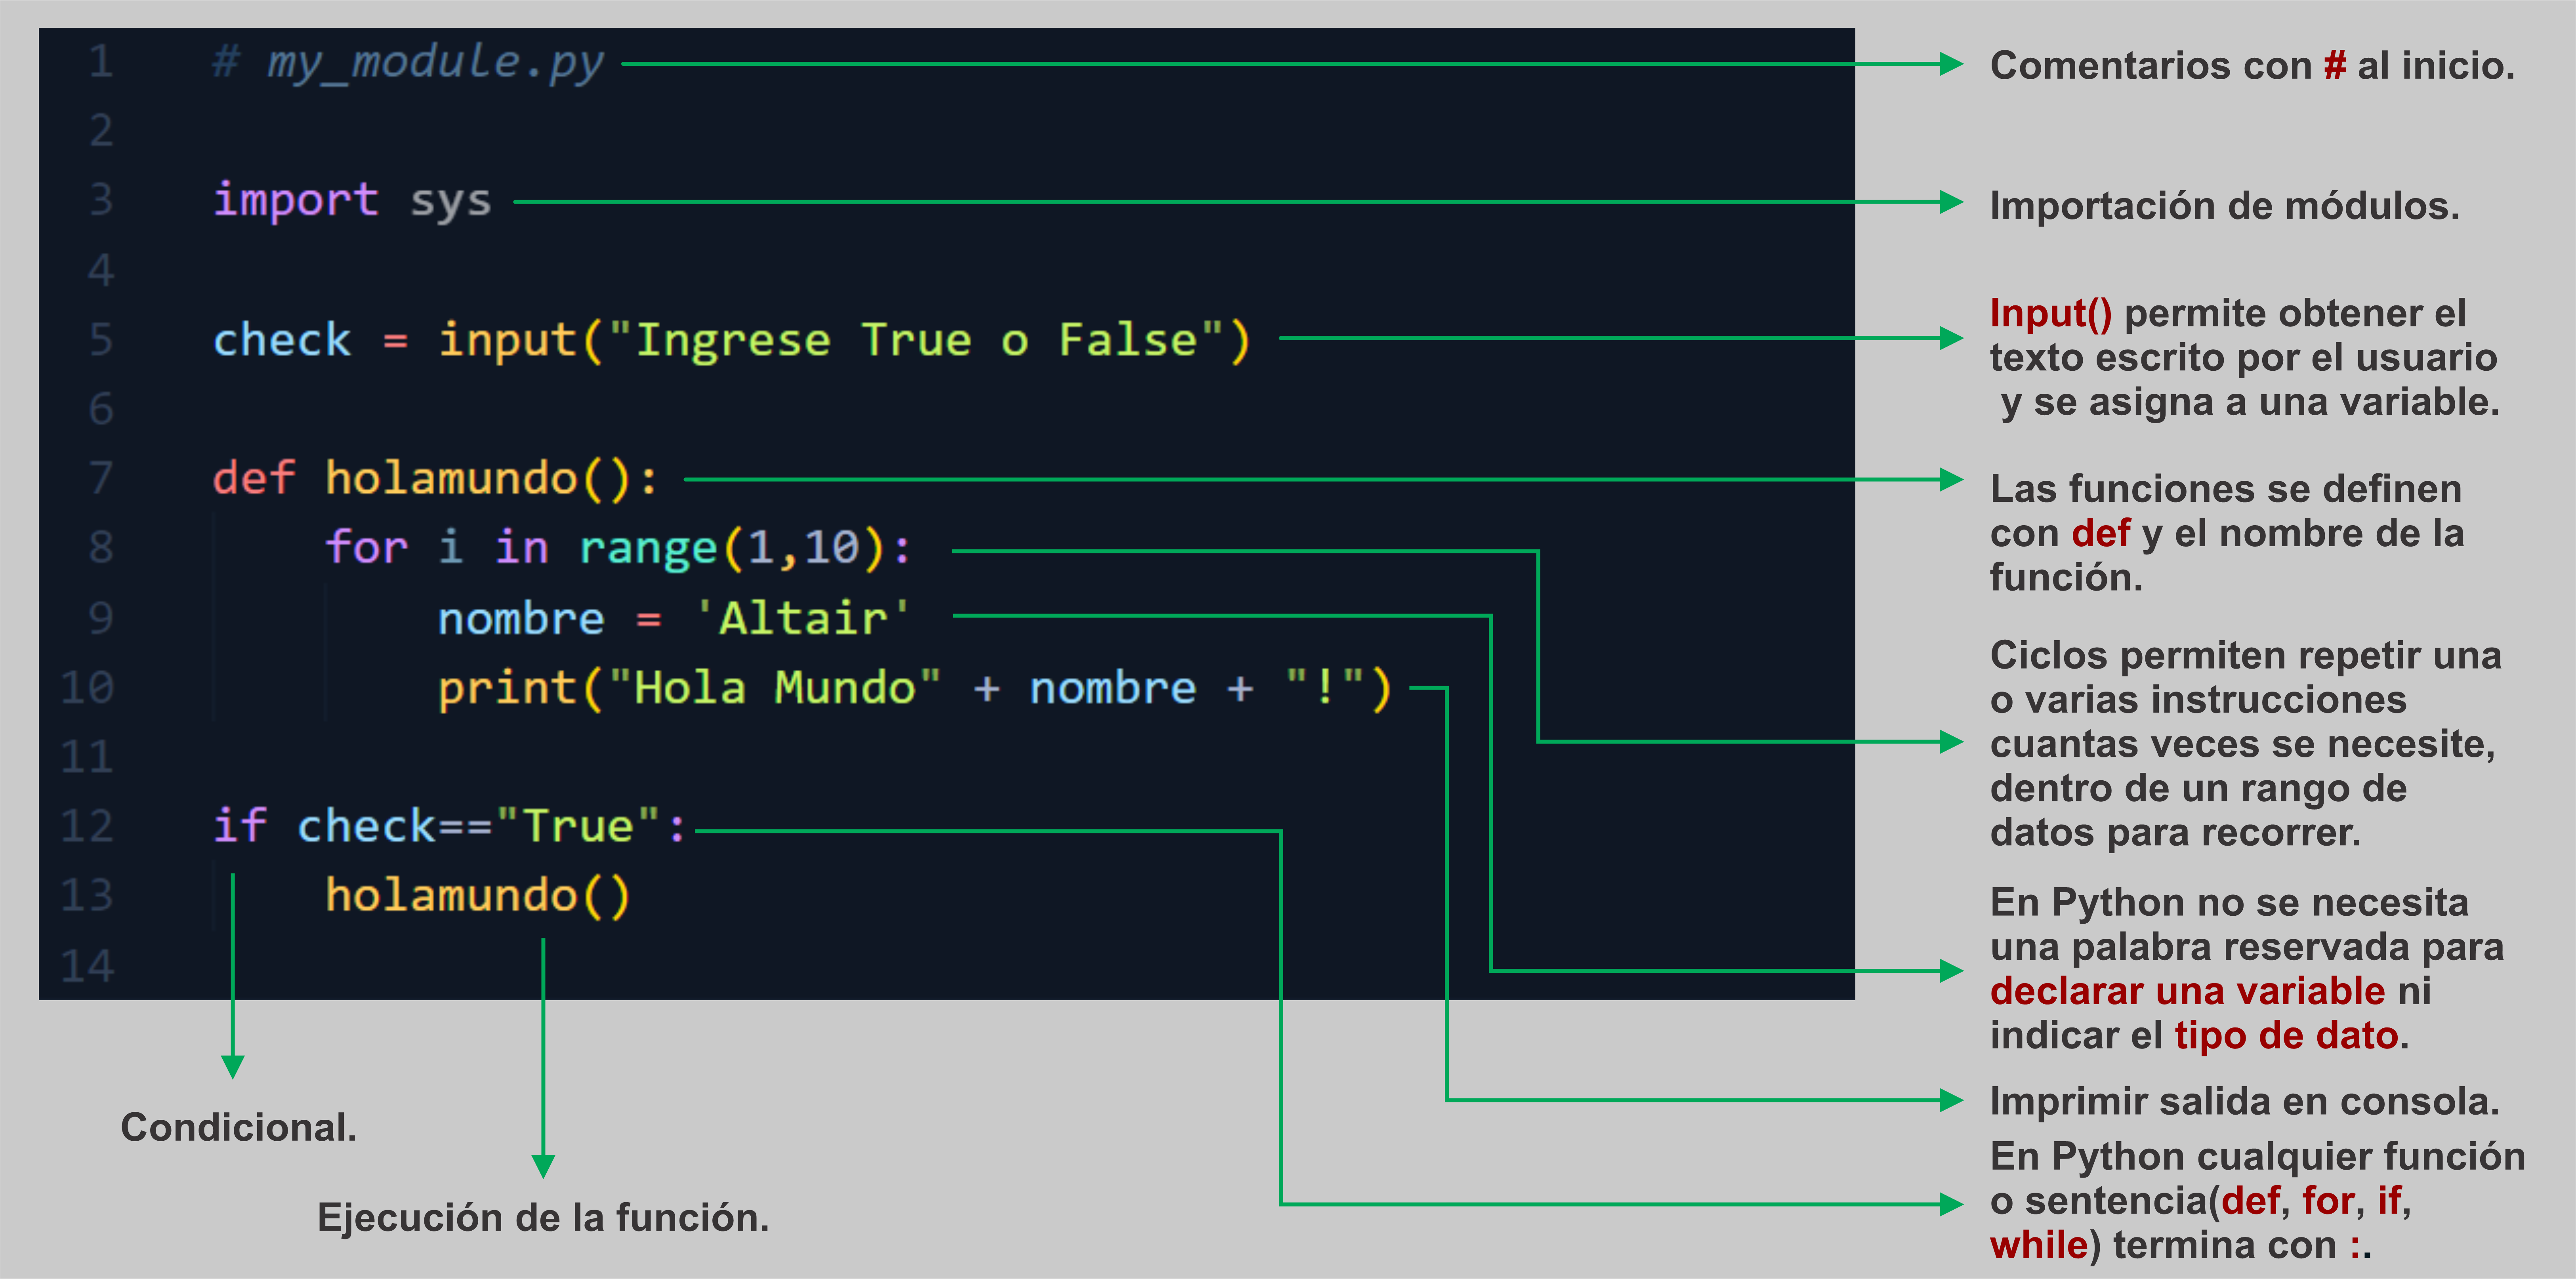 1 # my_module.py
2
3 import sys
4
5 check = input("Ingrese True o False")
6
7 def holamundo():
8     for i in range(1,10):
9         nombre = 'Altair'
10         print("Hola Mundo" + nombre + "!")
11
12 if check=="True":
13     holamundo()
14
Comentarios con # al inicio.
Importación de módulos.
Input() permite obtener el
texto escrito por el usuario
y se asigna a una variable.
Las funciones se definen
con def y el nombre de la
función.
Ciclos permiten repetir una
o varias instrucciones
cuantas veces se necesite,
dentro de un rango de
datos para recorrer.
En Python no se necesita
una palabra reservada para
declarar una variable ni
indicar el tipo de dato.
Imprimir salida en consola.
En Python cualquier función
o sentencia(def, for, if,
while) termina con :.
Condicional.
Ejecución de la función.